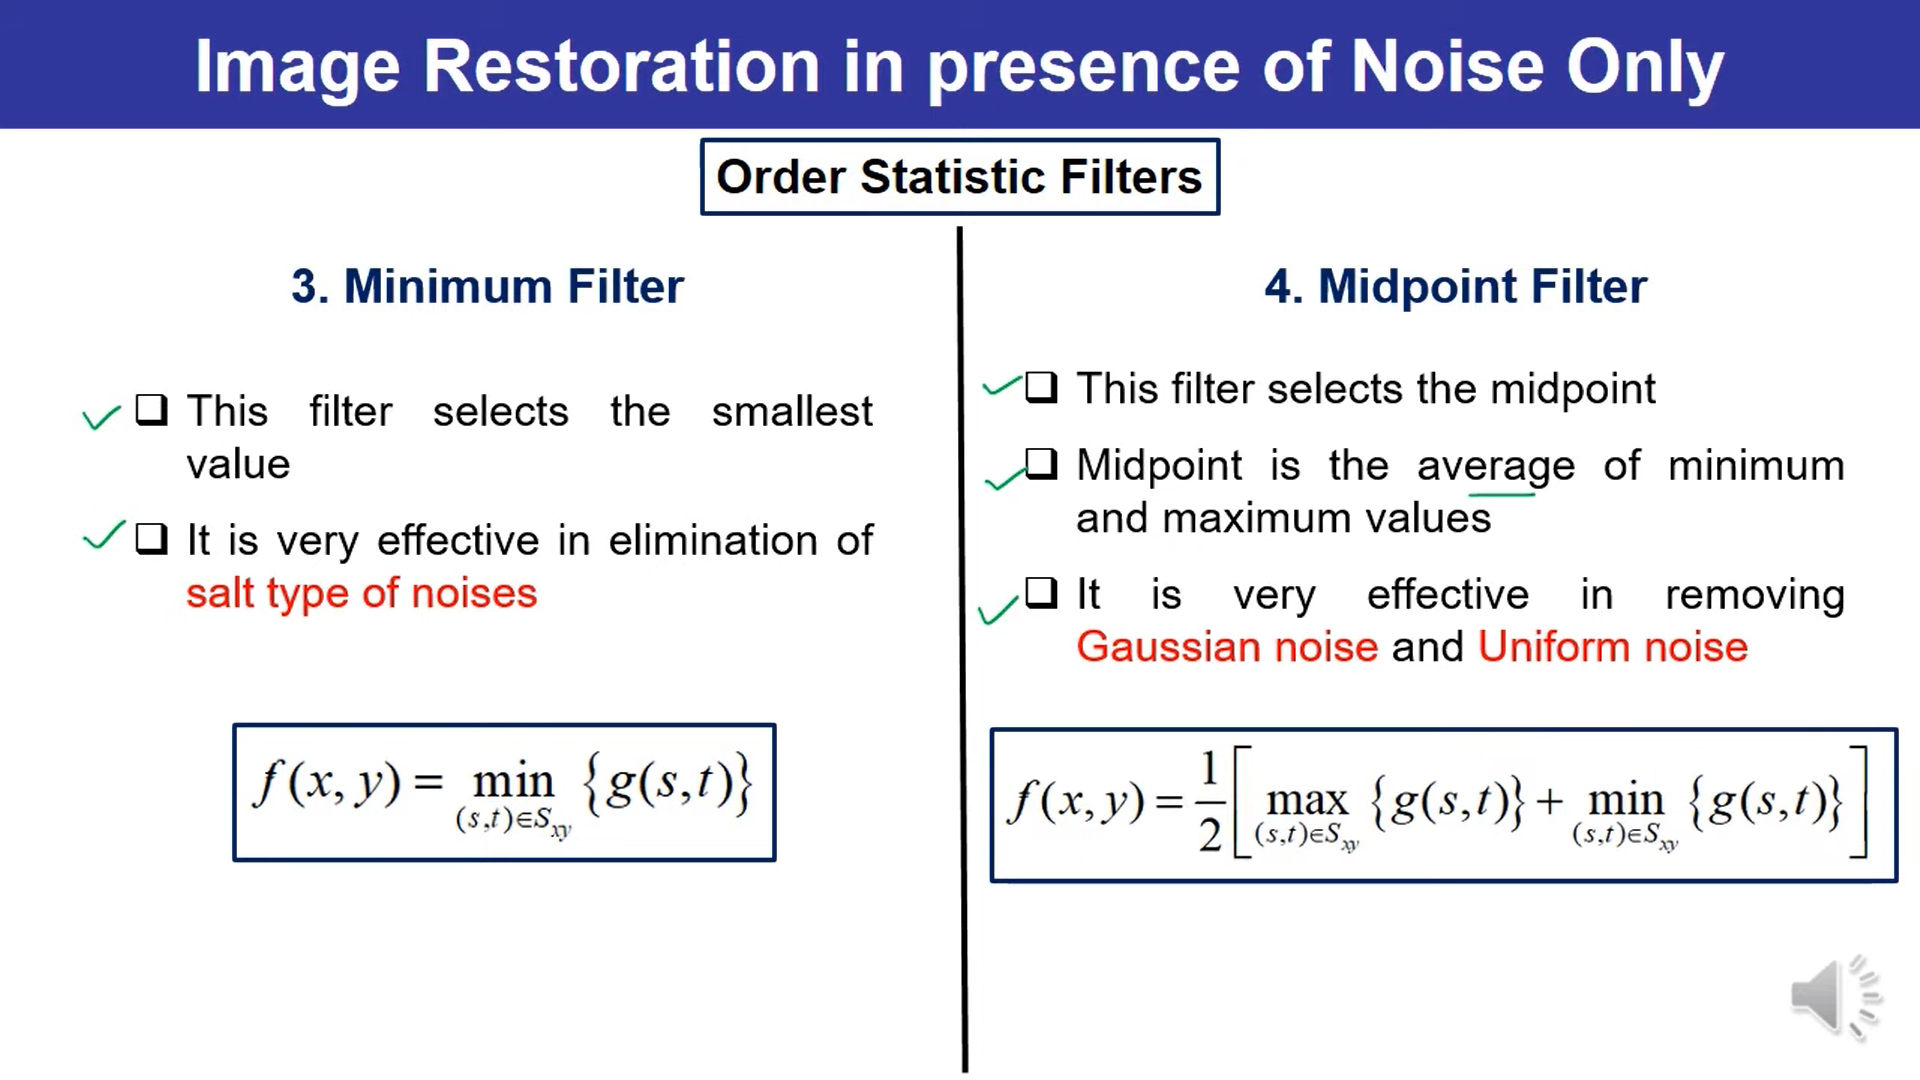 Image Restoration in presence of Noise Only
Order Statistic Filters
3. Minimum Filter
This filter selects the smallest
value
It is very effective in elimination of
salt type of noises
f(x, y) = min {g(s,t)}
(s,t)∈Sxy
4. Midpoint Filter
This filter selects the midpoint
Midpoint is the average of minimum
and maximum values
It is very effective in removing
Gaussian noise and Uniform noise
f(x, y) = 1/2 [ max {g(s,t)} + min {g(s,t)} ]
(s,t)∈Sxy (s,t)∈Sxy